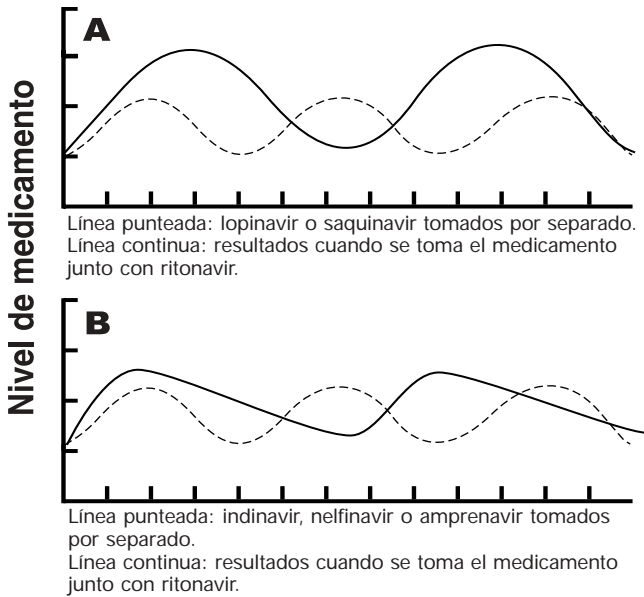 Nivel de medicamento
A
Línea punteada: lopinavir o saquinavir tomados por separado.
Línea continua: resultados cuando se toma el medicamento
junto con ritonavir.
B
Línea punteada: indinavir, nelfinavir o amprenavir tomados
por separado.
Línea continua: resultados cuando se toma el medicamento
junto con ritonavir.